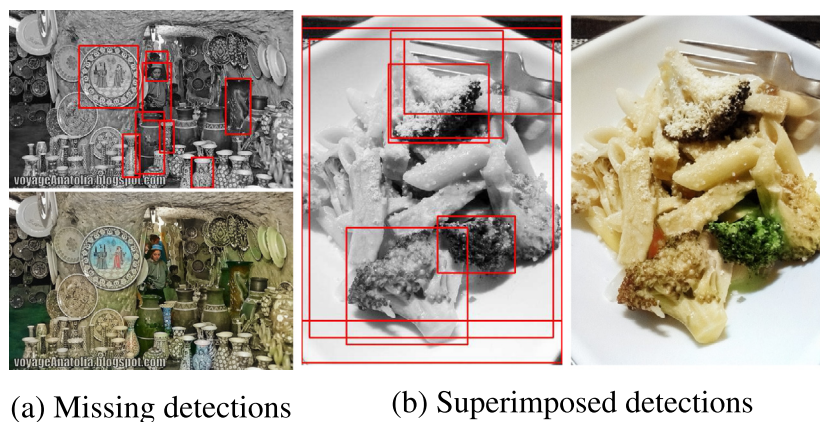 voyageAnatolia.blogspot.com
voyageAnatolia.blogspot.com
(a) Missing detections
(b) Superimposed detections